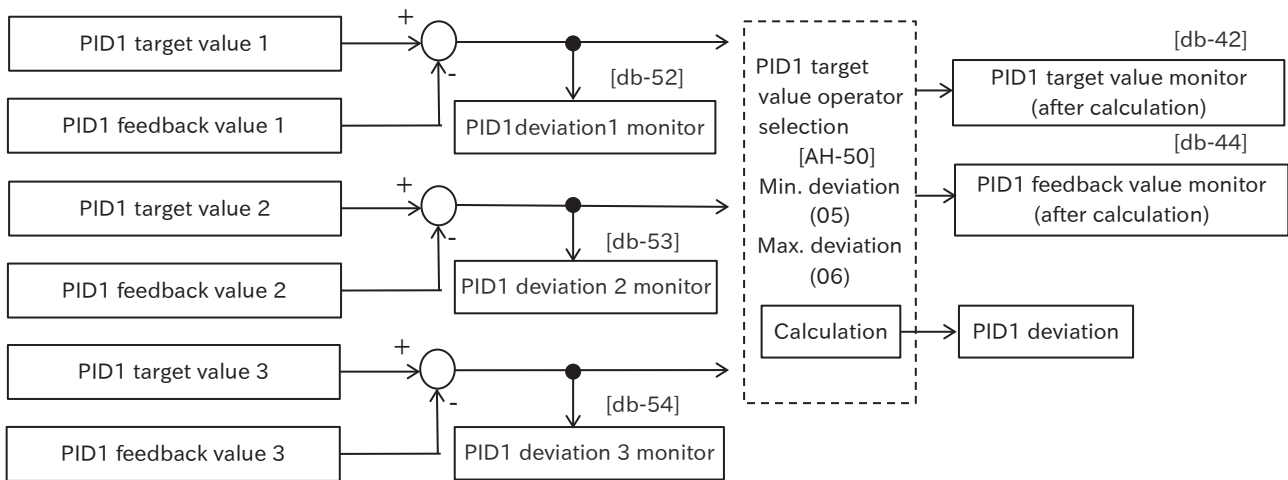 PID1 target value 1
+
-
PID1 feedback value 1
[db-52]
PID1deviation1 monitor
PID1 target value 2
+
-
PID1 feedback value 2
[db-53]
PID1 deviation 2 monitor
PID1 target value 3
+
-
PID1 feedback value 3
[db-54]
PID1 deviation 3 monitor
PID1 target
value operator
selection
[AH-50]
Min. deviation
(05)
Max. deviation
(06)
Calculation
[db-42]
PID1 target value monitor
(after calculation)
[db-44]
PID1 feedback value monitor
(after calculation)
PID1 deviation